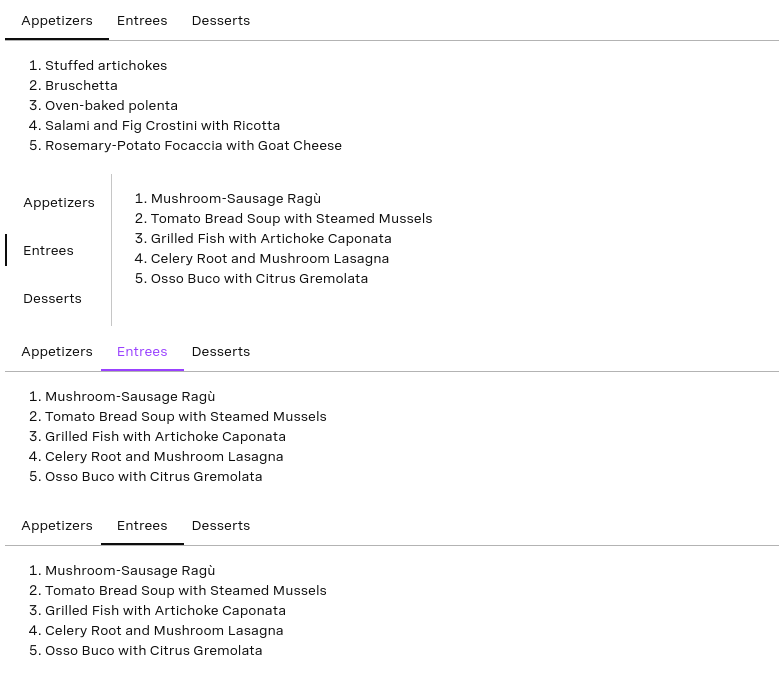 Appetizers Entrees Desserts
1. Stuffed artichokes
2. Bruschetta
3. Oven-baked polenta
4. Salami and Fig Crostini with Ricotta
5. Rosemary-Potato Focaccia with Goat Cheese
Appetizers
Entrees
Desserts
1. Mushroom-Sausage Ragù
2. Tomato Bread Soup with Steamed Mussels
3. Grilled Fish with Artichoke Caponata
4. Celery Root and Mushroom Lasagna
5. Osso Buco with Citrus Gremolata
Appetizers Entrees Desserts
1. Mushroom-Sausage Ragù
2. Tomato Bread Soup with Steamed Mussels
3. Grilled Fish with Artichoke Caponata
4. Celery Root and Mushroom Lasagna
5. Osso Buco with Citrus Gremolata
Appetizers Entrees Desserts
1. Mushroom-Sausage Ragù
2. Tomato Bread Soup with Steamed Mussels
3. Grilled Fish with Artichoke Caponata
4. Celery Root and Mushroom Lasagna
5. Osso Buco with Citrus Gremolata